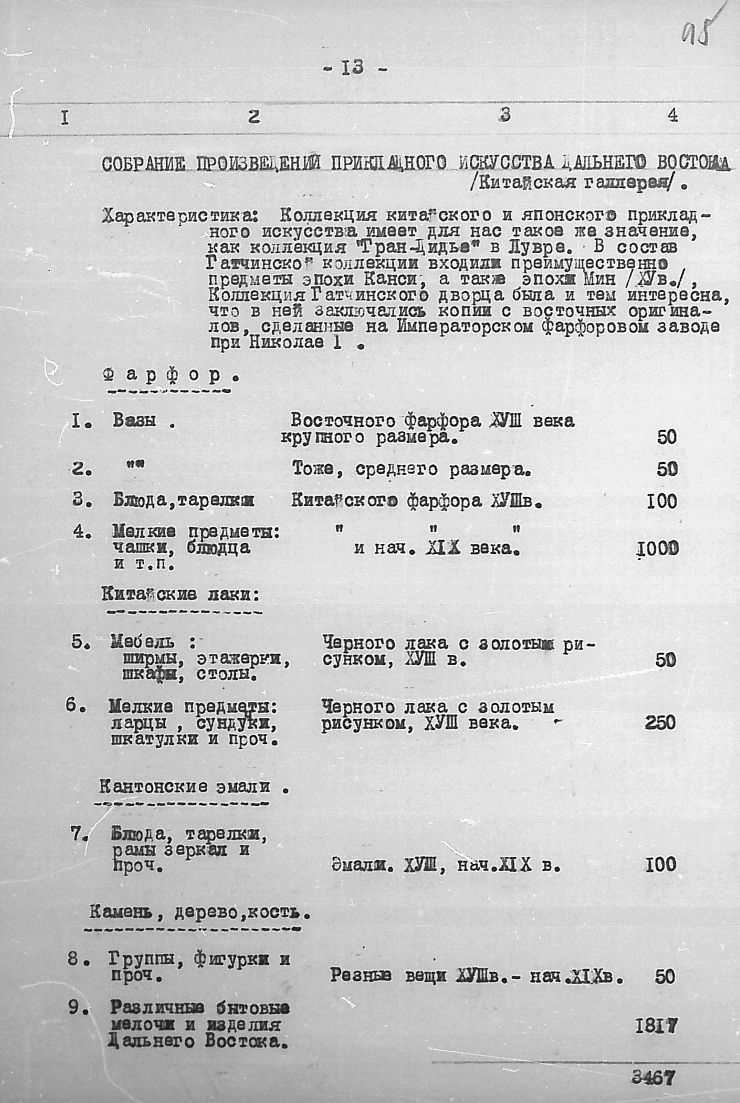 95
- 13 -
I 2 3 4
СОБРАНИЕ ПРОИЗВЕДЕНИЙ ПРИКЛАДНОГО ИСКУССТВА ДАЛЬНЕГО ВОСТОКА
/Китайская галлерея/.
Характеристика: Коллекция китайского и японского приклад-
ного искусства имеет для нас такое же значение,
как коллекция "Гран-Дидье" в Лувре. В состав
Гатчинской коллекции входили преимущественно
предметы эпохи Канси, а также эпохи Мин /ХУв./,
Коллекция Гатчинского дворца была и тем интересна,
что в ней заключались копии с восточных оригина-
лов, сделанные на Императорском фарфоровом заводе
при Николае 1 .
Фарфор.
I. Вазы . Восточного фарфора ХУШ века
крупного размера. 50
2. "" Тоже, среднего размера. 50
3. Блюда,тарелки Китайского фарфора ХУШв. 100
4. Мелкие предметы: " " "
чашки, блюдца и нач. XIX века. 1000
и т.п.
Китайские лаки:
5. Мебель : Черного лака с золотым ри-
ширмы, этажерки, сунком, ХУШ в. 50
шкафы, столы.
6. Мелкие предметы: Черного лака с золотым
ларцы , сундуки, рисунком, ХУШ века. - 250
шкатулки и проч.
Кантонские эмали .
7. Блюда, тарелки,
рамы зеркал и
проч. Эмали. ХУШ, нач.XIX в. 100
Камень, дерево,кость.
8. Группы, фигурки и
проч. Резные вещи ХУШв.- нач.XIXв. 50
9. Различные бытовые
мелочи и изделия 1817
Дальнего Востока.
3467